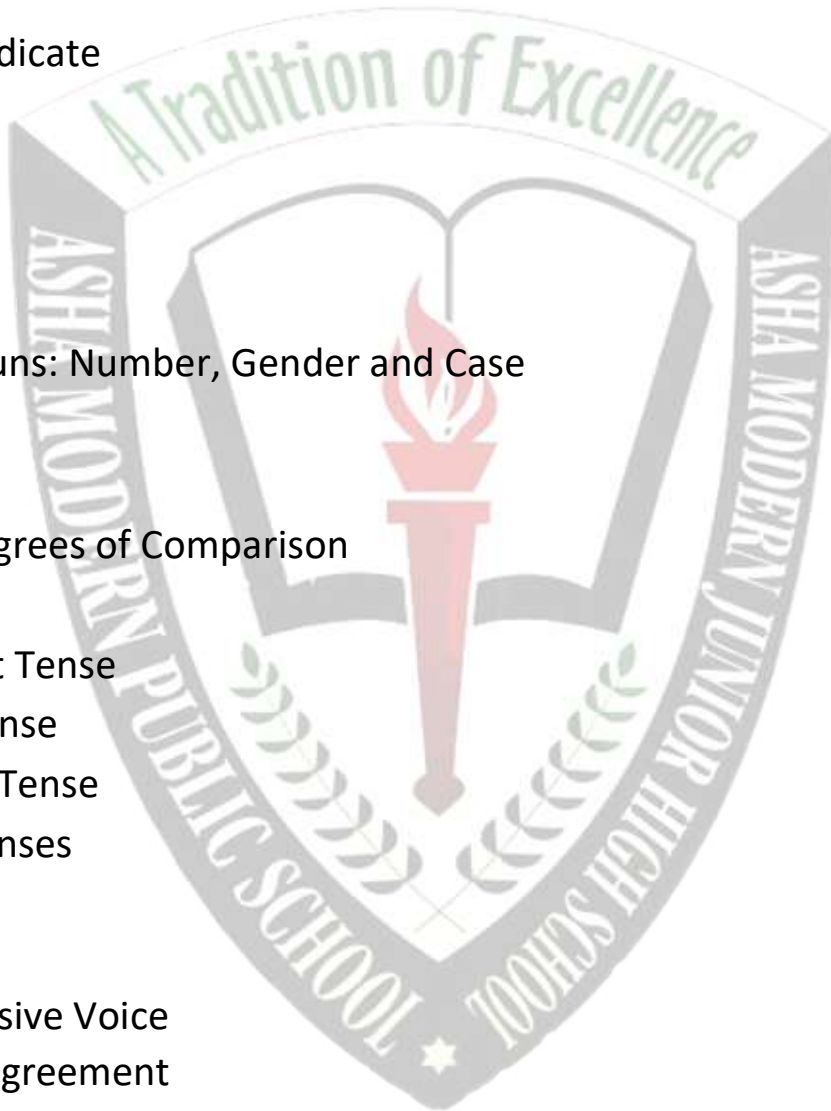 dicate
A Tradition of Excellence
ASHA MODERN PUBLIC SCHOOL
ASHA MODERN JUNIOR HIGH SCHOOL
uns: Number, Gender and Case
grees of Comparison
t Tense
nse
Tense
nses
sive Voice
greement